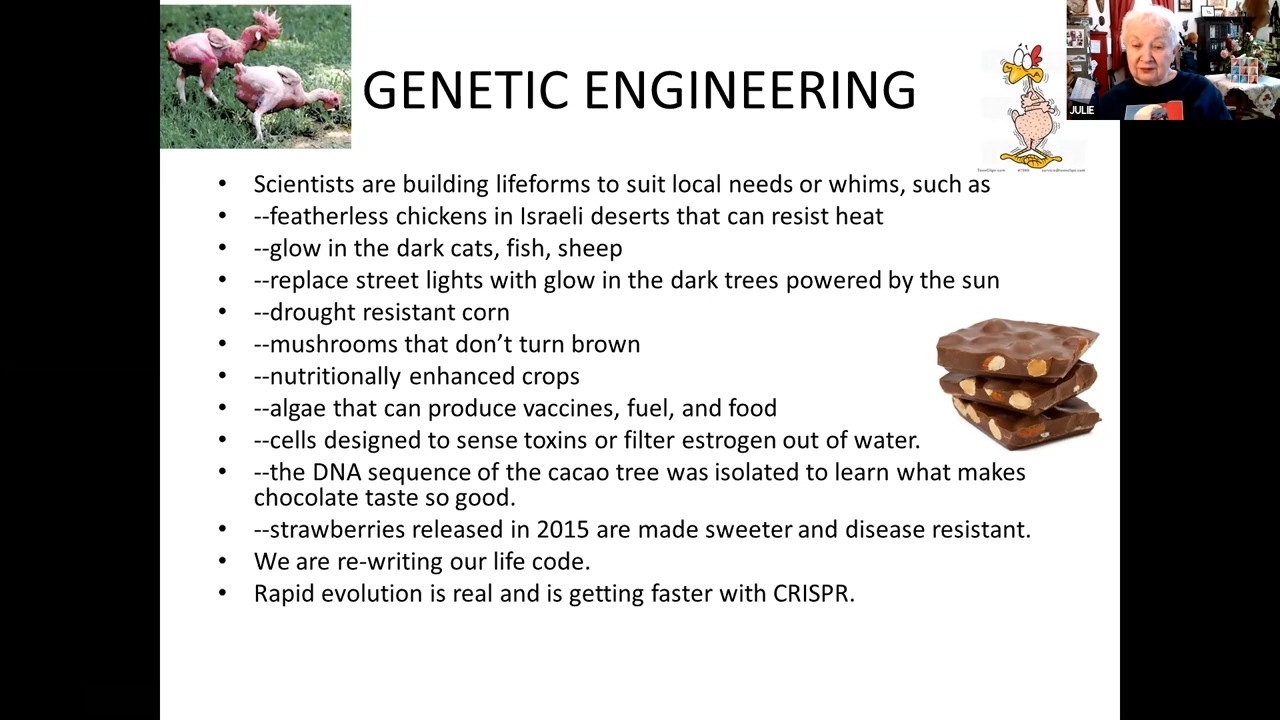 GENETIC ENGINEERING
JULIE
ToonClips.com #7360 service@toonclips.com
• Scientists are building lifeforms to suit local needs or whims, such as
• --featherless chickens in Israeli deserts that can resist heat
• --glow in the dark cats, fish, sheep
• --replace street lights with glow in the dark trees powered by the sun
• --drought resistant corn
• --mushrooms that don’t turn brown
• --nutritionally enhanced crops
• --algae that can produce vaccines, fuel, and food
• --cells designed to sense toxins or filter estrogen out of water.
• --the DNA sequence of the cacao tree was isolated to learn what makes
chocolate taste so good.
• --strawberries released in 2015 are made sweeter and disease resistant.
• We are re-writing our life code.
• Rapid evolution is real and is getting faster with CRISPR.